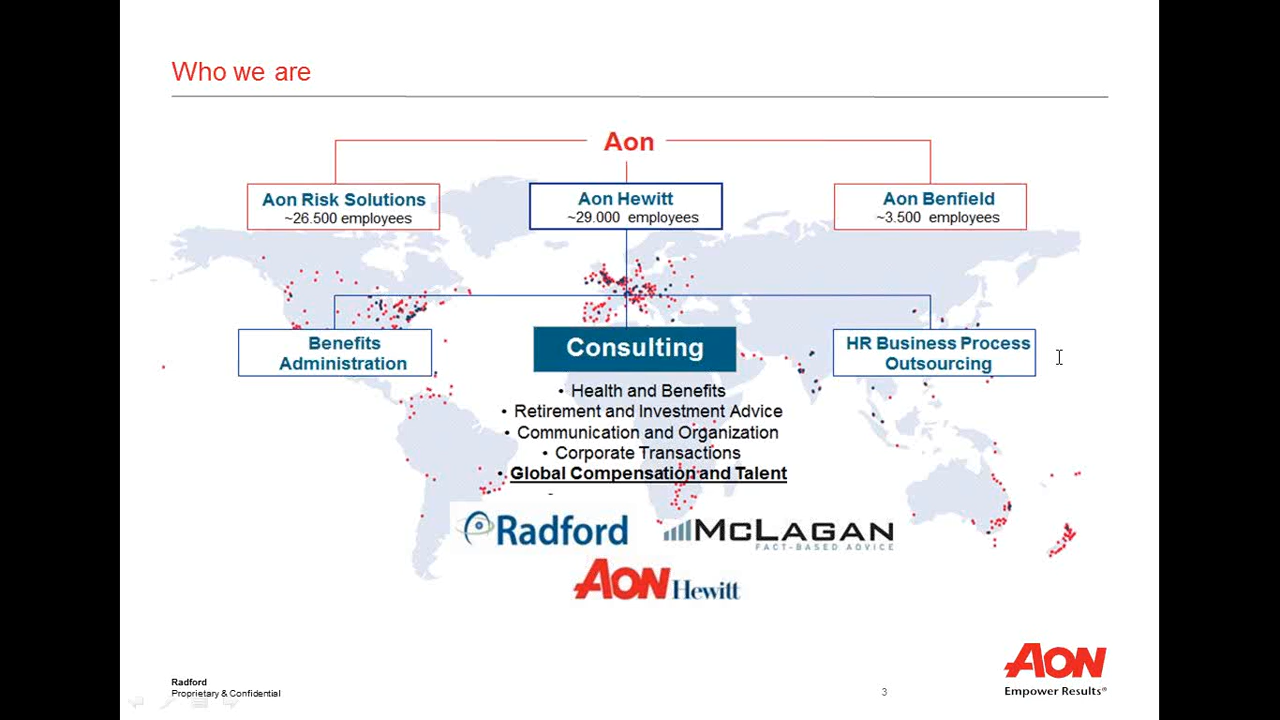 Who we are
Aon
Aon Risk Solutions
~26.500 employees
Aon Hewitt
~29.000 employees
Aon Benfield
~3.500 employees
Benefits
Administration
Consulting
HR Business Process
Outsourcing
• Health and Benefits
• Retirement and Investment Advice
• Communication and Organization
• Corporate Transactions
• Global Compensation and Talent
-
Radford
McLAGAN
FACT-BASED ADVICE
AON Hewitt
AON
Empower Results®
Radford
Proprietary & Confidential
3